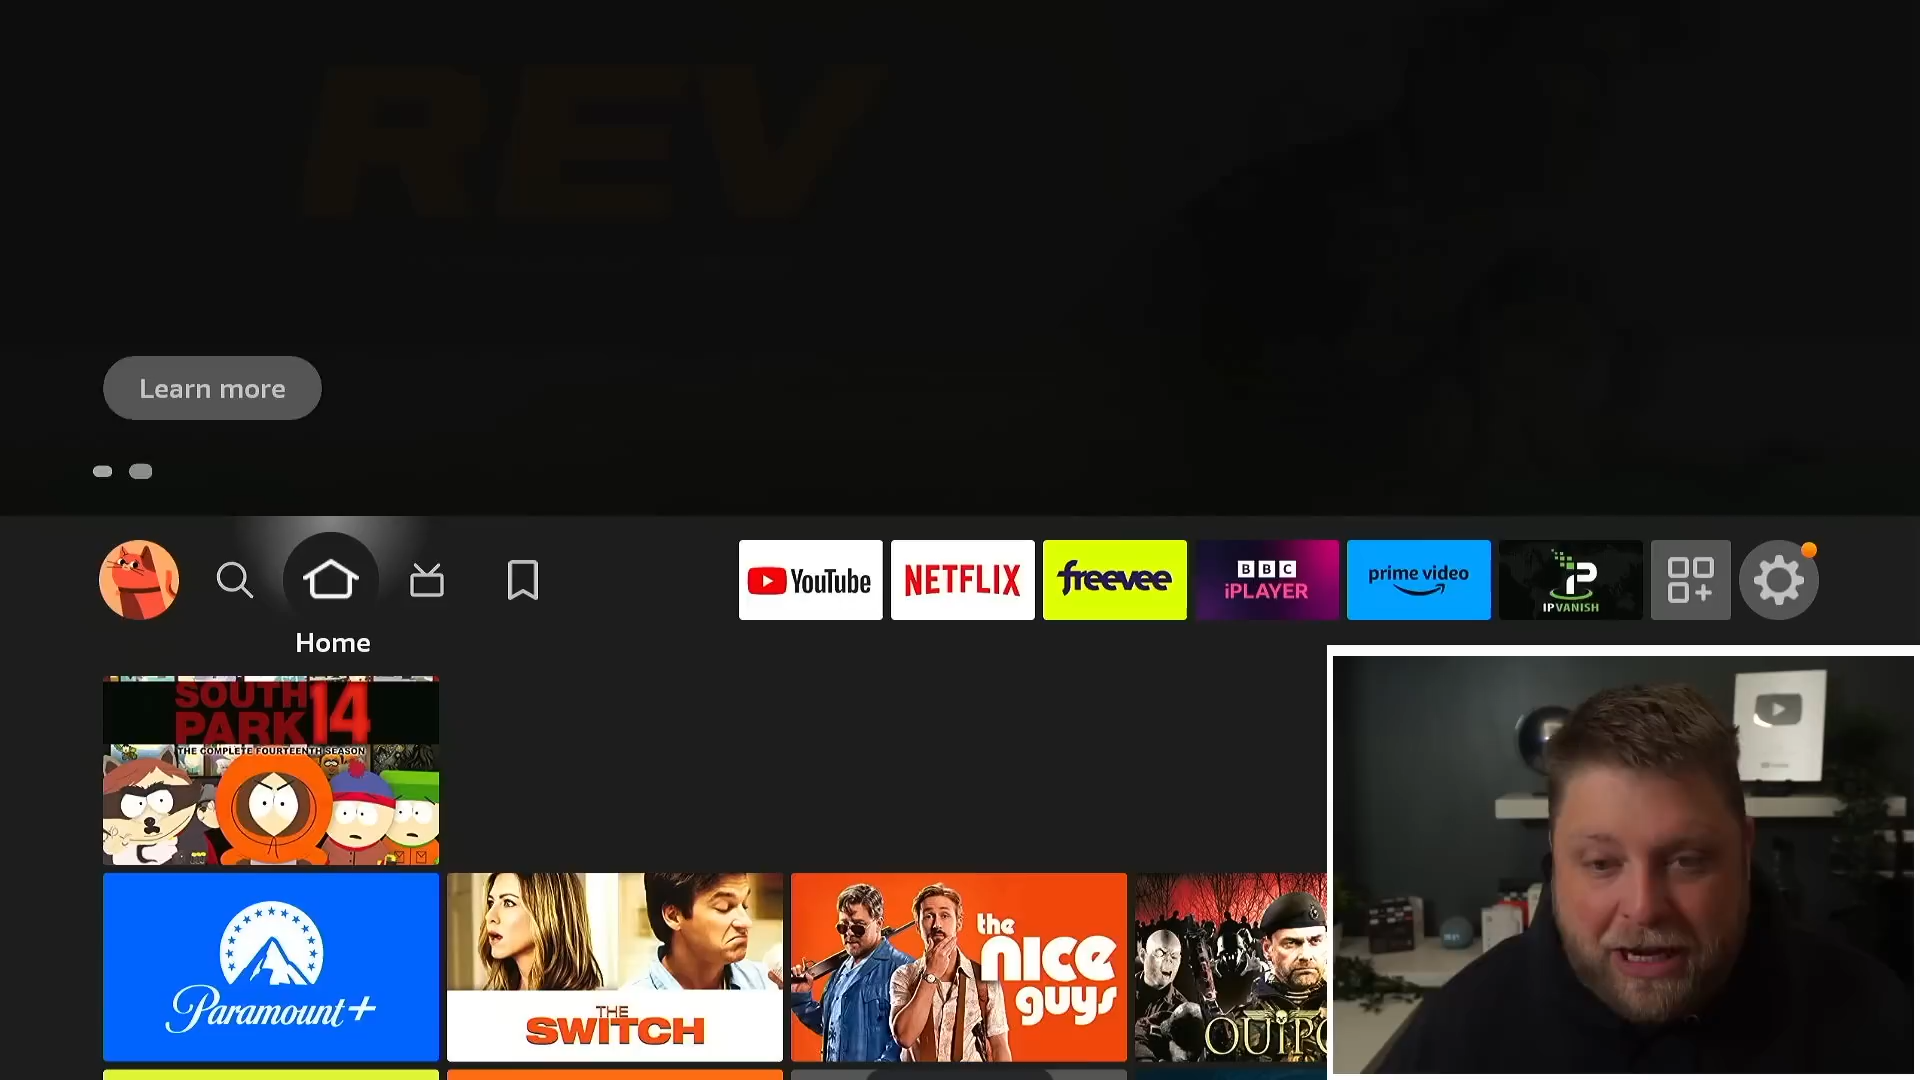 REV
Learn more
YouTube
NETFLIX
freevee
BBC
iPLAYER
prime video
IPVANISH
Home
SOUTH
PARK 14
THE COMPLETE FOURTEENTH SEASON
Paramount+
THE
SWITCH
the
nice
guys